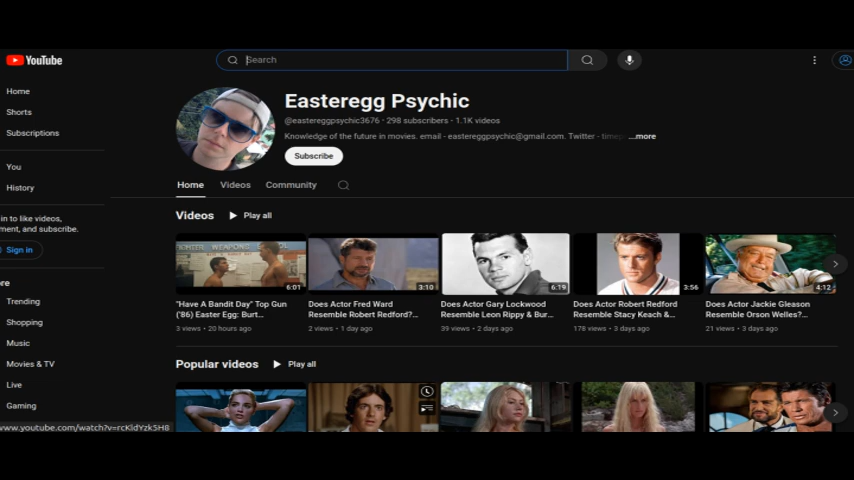 YouTube
Search
Home
Shorts
Subscriptions
You
History
in to like videos,
ment, and subscribe.
Sign in
Trending
Shopping
Music
Movies & TV
Live
Gaming
www.youtube.com/watch?v=rcKldYzk5H8
Easteregg Psychic
@eastereggpsychic3676 • 298 subscribers • 1.1K videos
Knowledge of the future in movies. email - eastereggpsychic@gmail.com. Twitter - ...more
Subscribe
Home Videos Community
Videos Play all
6:01 3:10 6:19 3:56 4:12
"Have A Bandit Day" Top Gun
('86) Easter Egg: Burt...
3 views • 20 hours ago
Does Actor Fred Ward
Resemble Robert Redford?...
2 views • 1 day ago
Does Actor Gary Lockwood
Resemble Leon Rippy & Bur...
39 views • 2 days ago
Does Actor Robert Redford
Resemble Stacy Keach &...
178 views • 3 days ago
Does Actor Jackie Gleason
Resemble Orson Welles?...
21 views • 3 days ago
Popular videos Play all